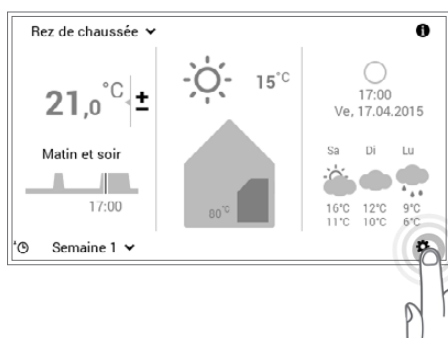 Rez de chaussée
15°C
21,0°C ±
17:00
Ve, 17.04.2015
Matin et soir
17:00
80°C
Sa Di Lu
16°C 12°C 9°C
11°C 10°C 6°C
Semaine 1